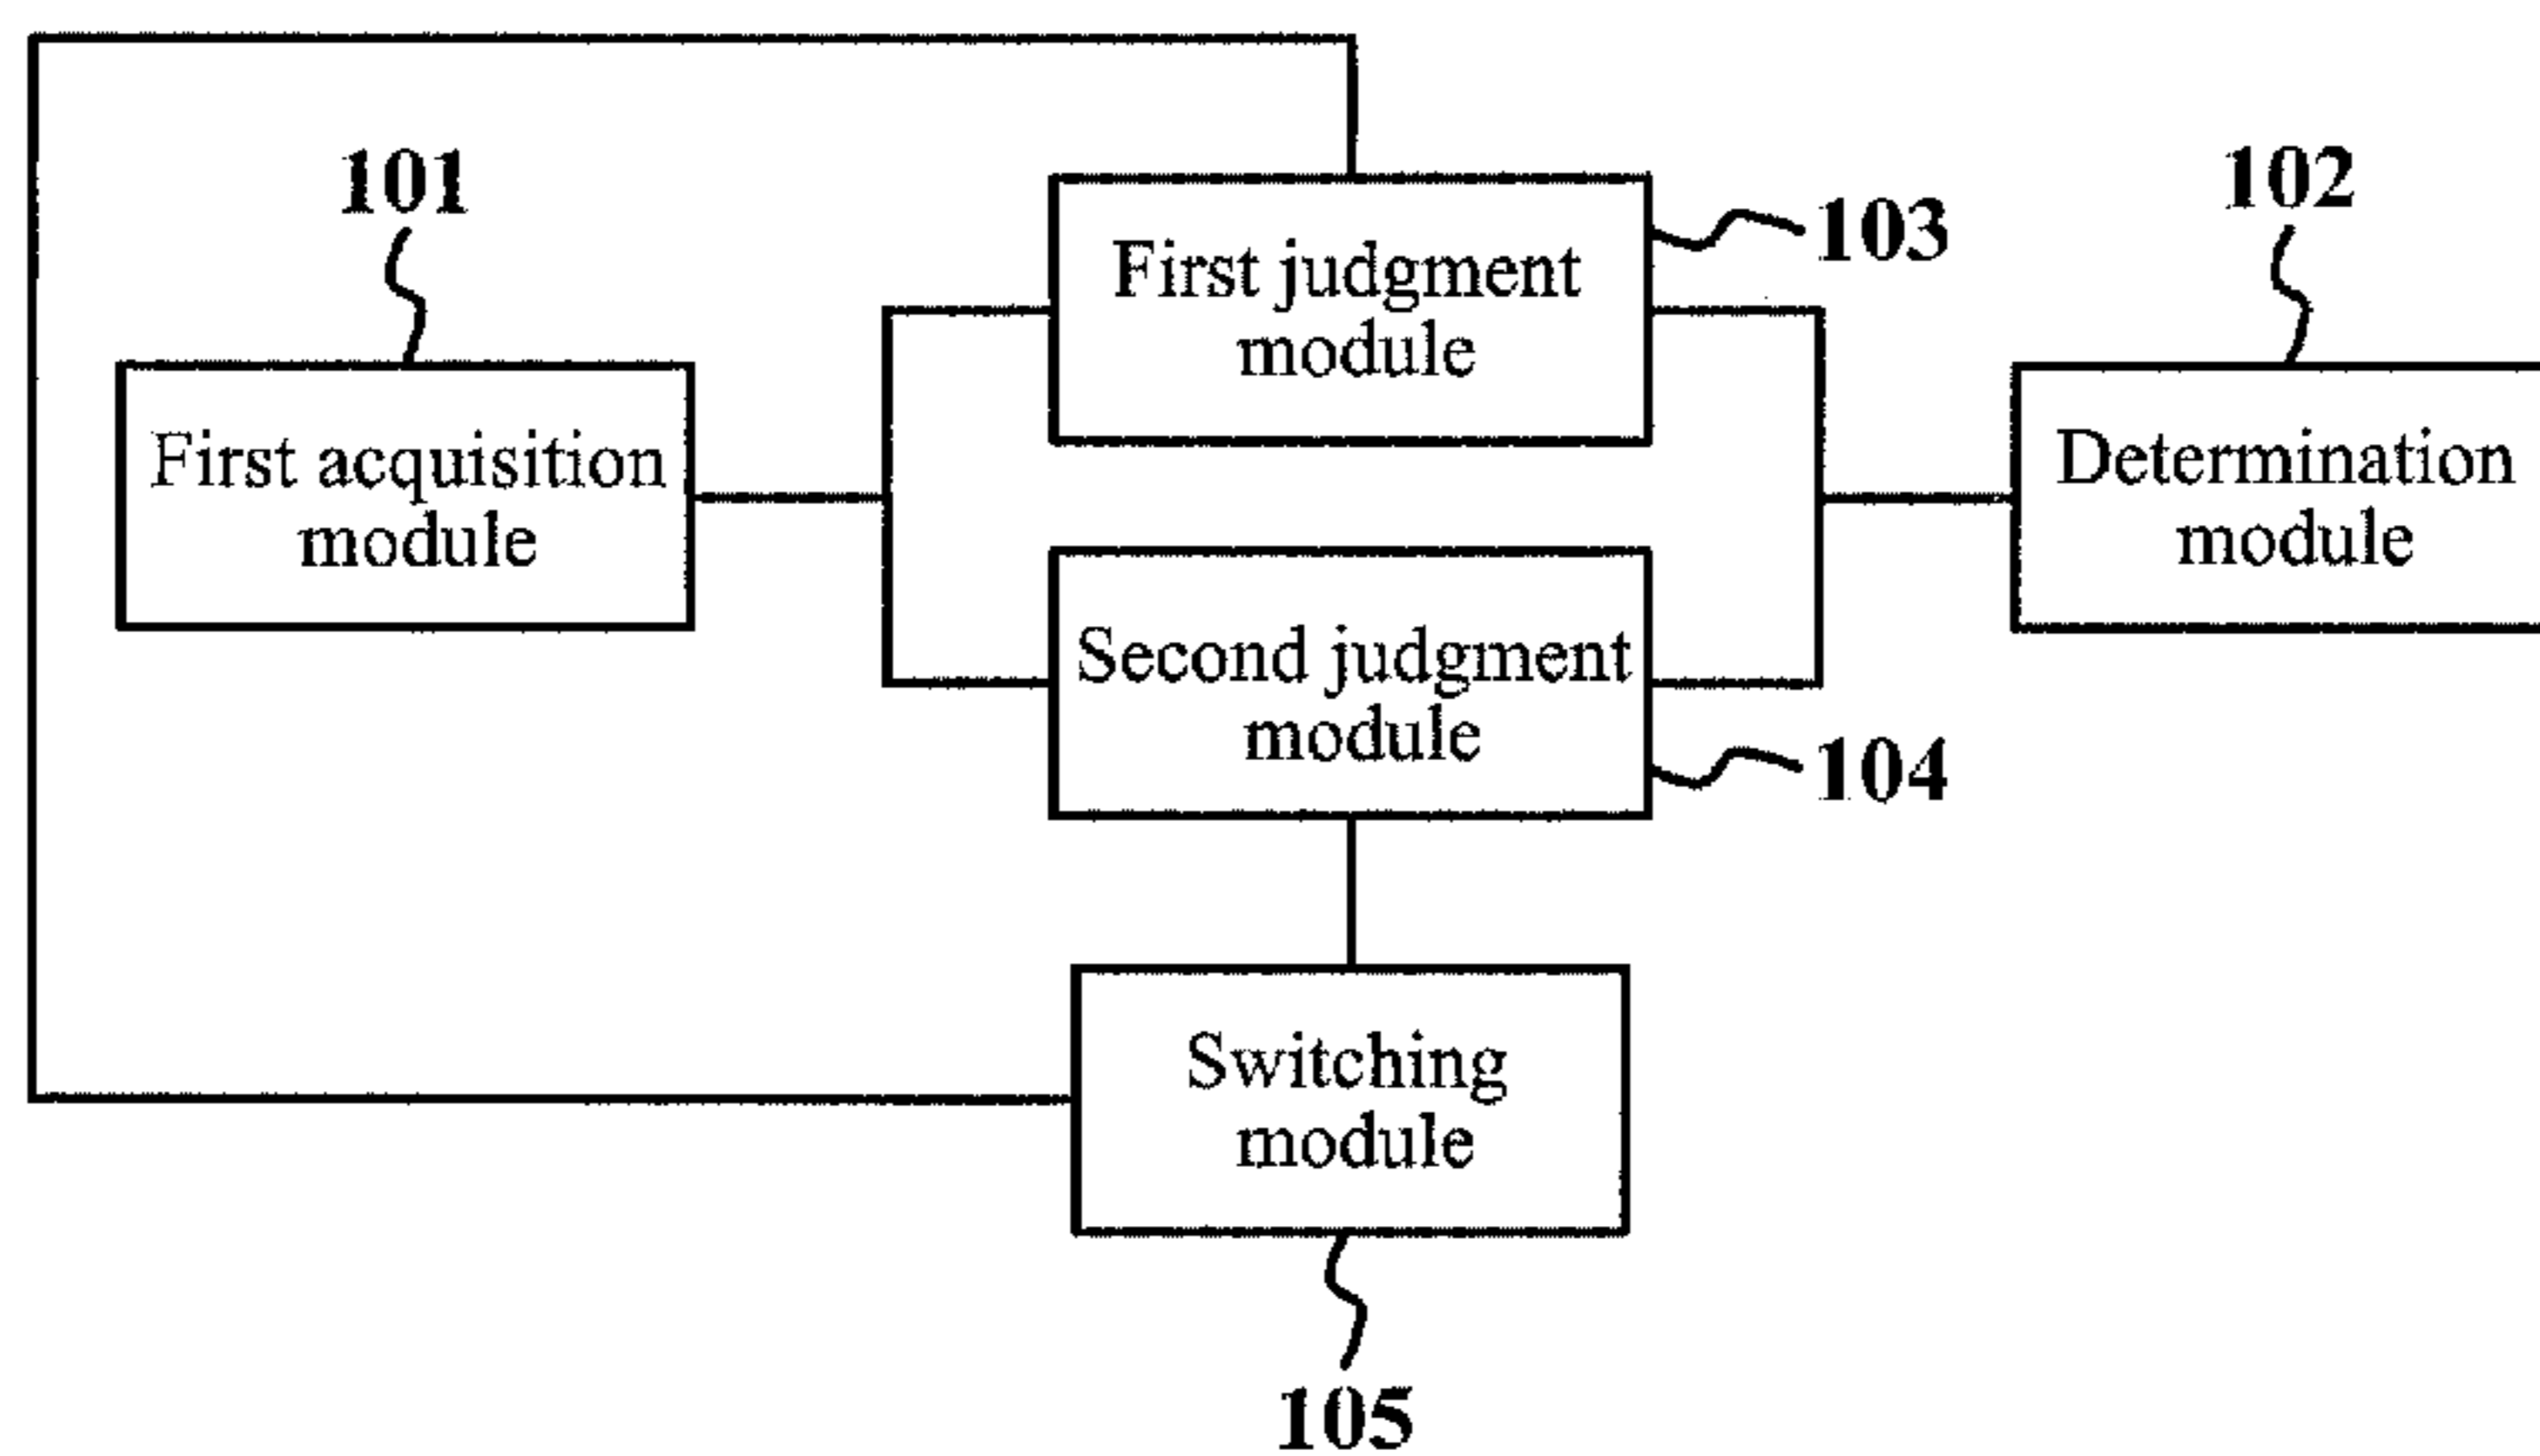 101
First acquisition
module
First judgment
module
103
Second judgment
module
104
102
Determination
module
Switching
module
105